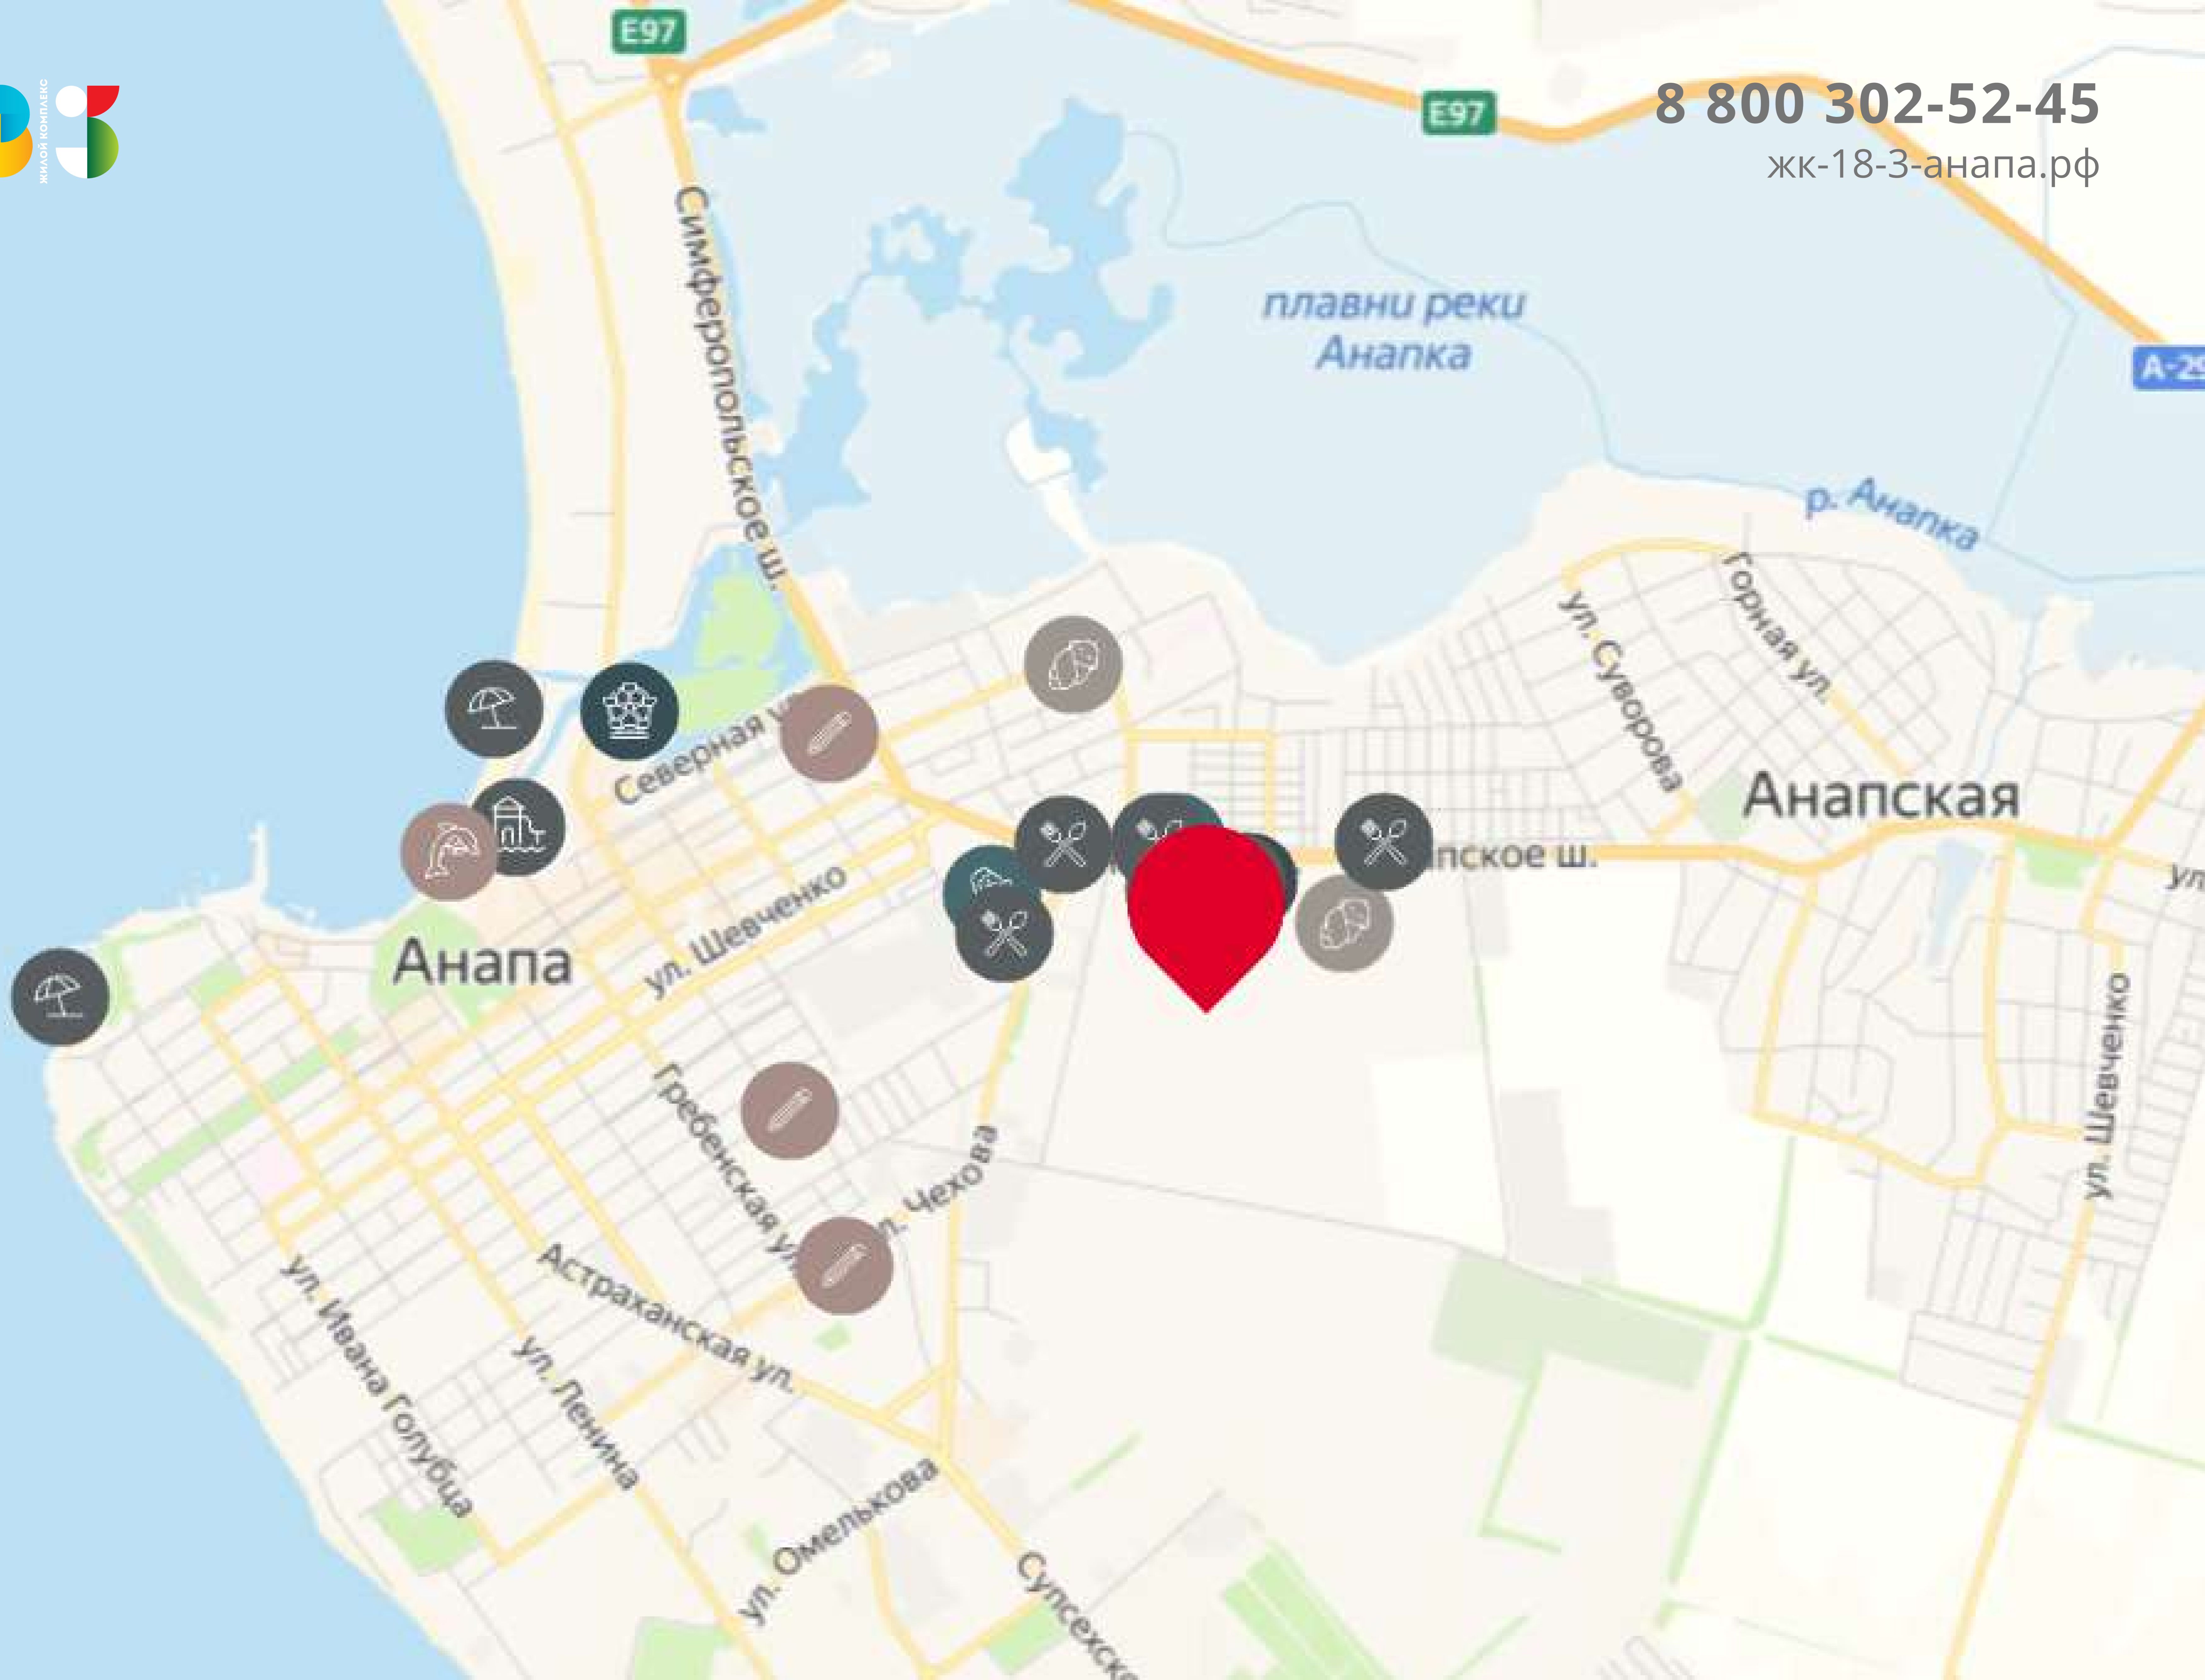 E97
ЖИЛОЙ КОМПЛЕКС
8 800 302-52-45
E97
жк-18-3-анапа.рф
Симферопольское ш.
плавни реки
Анапка
р. Анапка
Горная ул.
ул. Суворова
Северная
Анапская
ш.
ул. Шевченко
Анапа
ул. Шевченко
Гребенская ул.
Чехова
Астраханская ул.
ул. Ивана Голубца
ул. Ленина
ул. Омелькова